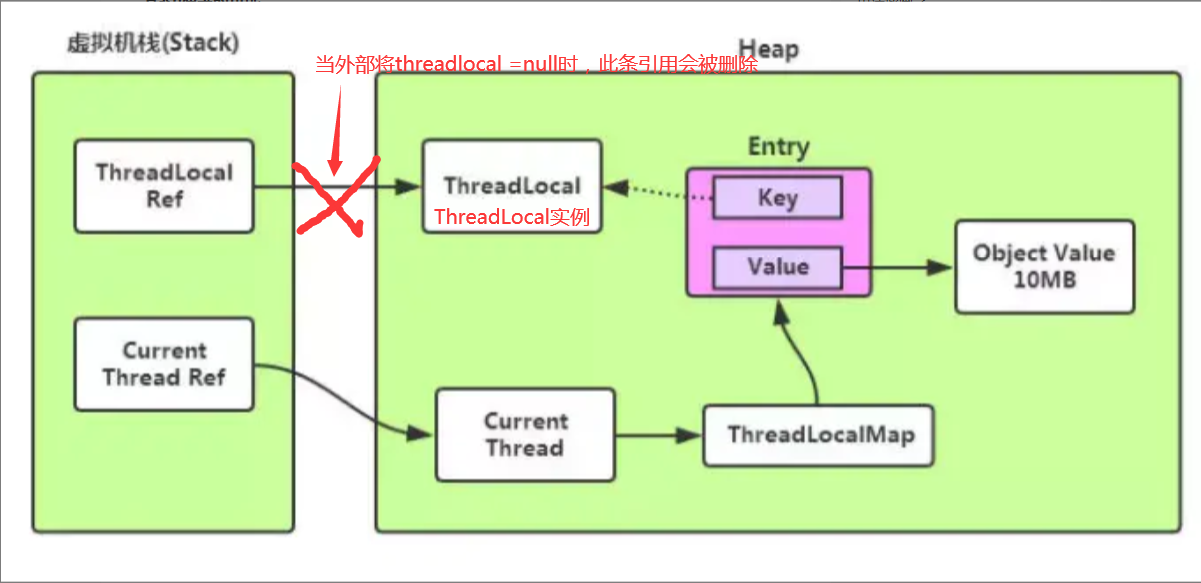 虚拟机栈(Stack)
Heap
当外部将threadlocal =null时，此条引用会被删除
ThreadLocal
Ref
ThreadLocal
ThreadLocal实例
Entry
Key
Value
Object Value
10MB
Current
Thread Ref
Current
Thread
ThreadLocalMap